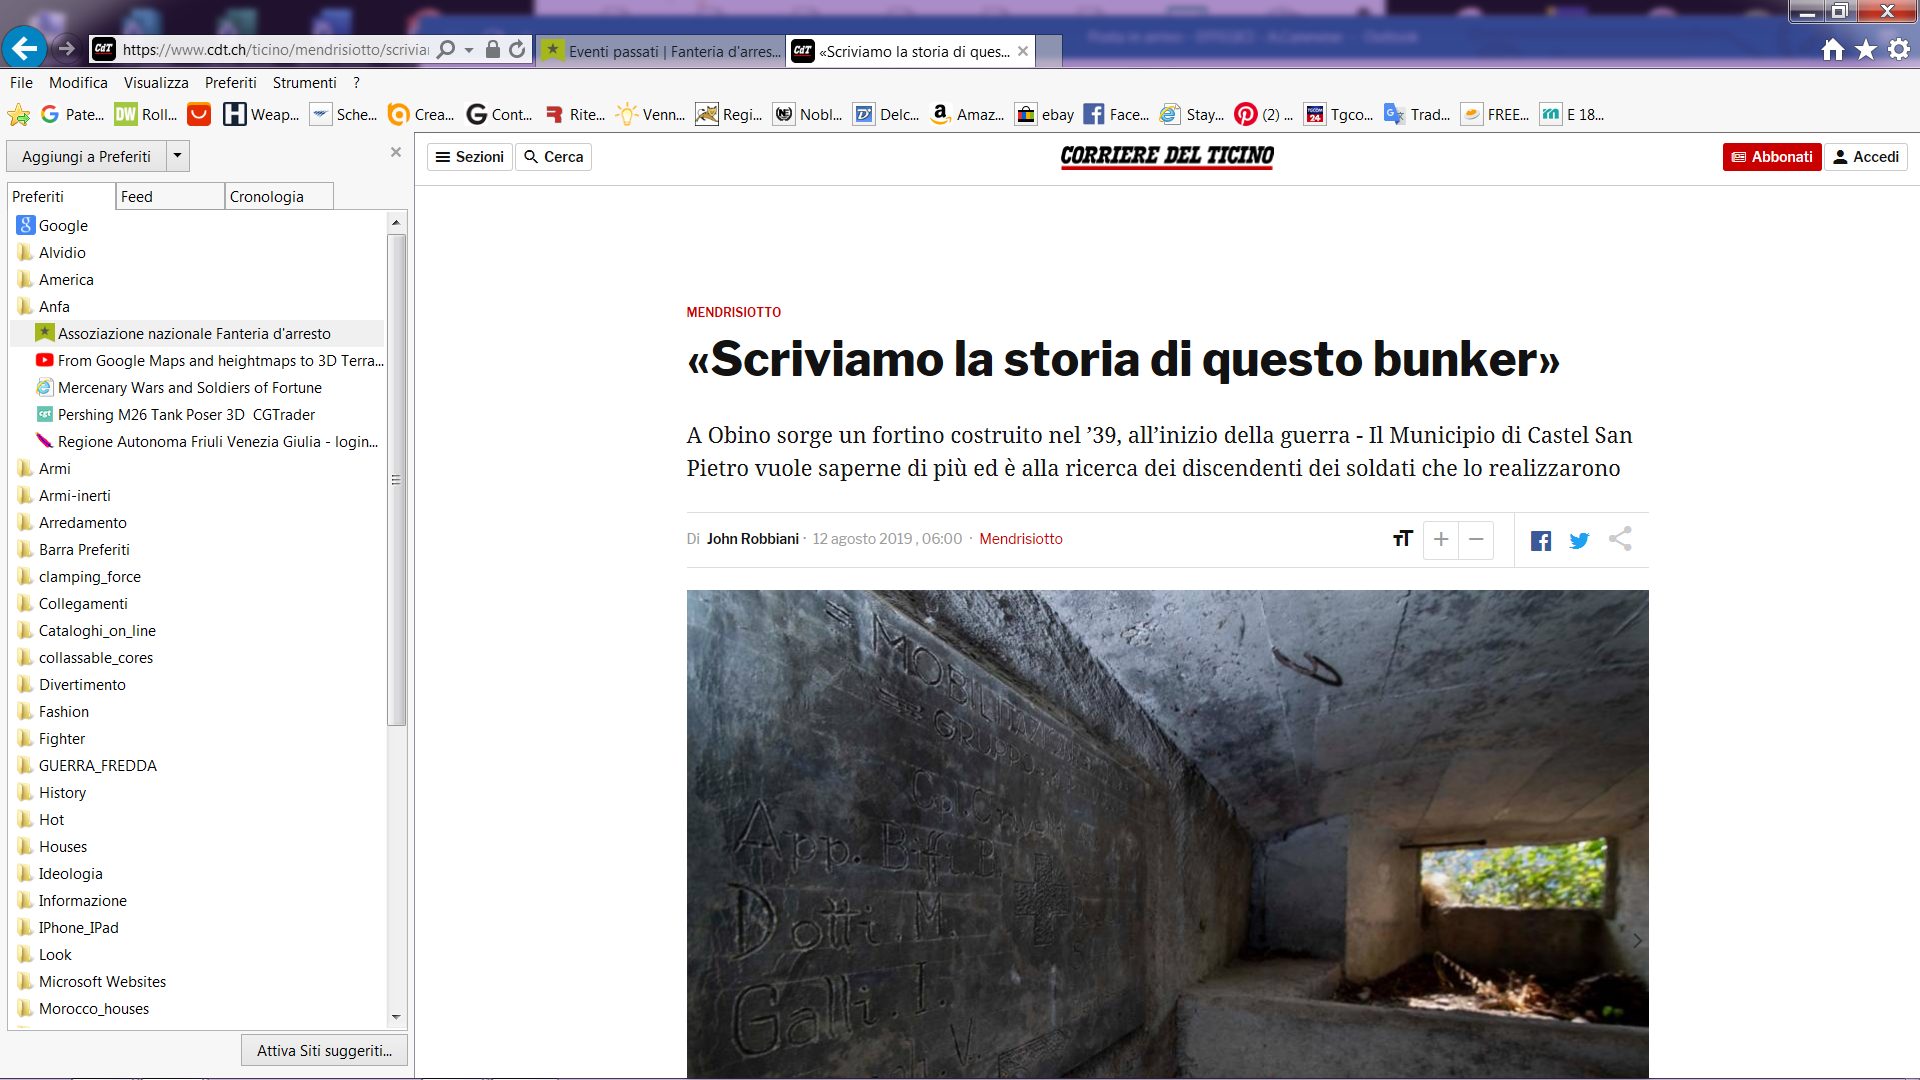 https://www.cdt.ch/ticino/mendrisiotto/scrivia
Eventi passati | Fanteria d'arres...
«Scriviamo la storia di ques...
File Modifica Visualizza Preferiti Strumenti ?
Pate... Roll... Weap... Sche... Crea... Cont... Rite... Venn... Regi... Nobl... Delc... Amaz... ebay Face... Stay... (2) ... Tgco... Trad... FREE... E 18...
Aggiungi a Preferiti
Preferiti Feed Cronologia
Google
Alvidio
America
Anfa
Assoziazione nazionale Fanteria d'arresto
From Google Maps and heightmaps to 3D Terra...
Mercenary Wars and Soldiers of Fortune
Pershing M26 Tank Poser 3D CGTrader
Regione Autonoma Friuli Venezia Giulia - login...
Armi
Armi-inerti
Arredamento
Barra Preferiti
clamping_force
Collegamenti
Cataloghi_on_line
collassable_cores
Divertimento
Fashion
Fighter
GUERRA_FREDDA
History
Hot
Houses
Ideologia
Informazione
IPhone_IPad
Look
Microsoft Websites
Morocco_houses
Attiva Siti suggeriti...
Sezioni Cerca
CORRIERE DEL TICINO
Abbonati Accedi
MENDRISIOTTO
«Scriviamo la storia di questo bunker»
A Obino sorge un fortino costruito nel ’39, all’inizio della guerra - Il Municipio di Castel San
Pietro vuole saperne di più ed è alla ricerca dei discendenti dei soldati che lo realizzarono
Di John Robbiani · 12 agosto 2019 , 06:00 · Mendrisiotto
GRUPPO
App. Biffi B.
Dotti . M.
Galli . I.
V.